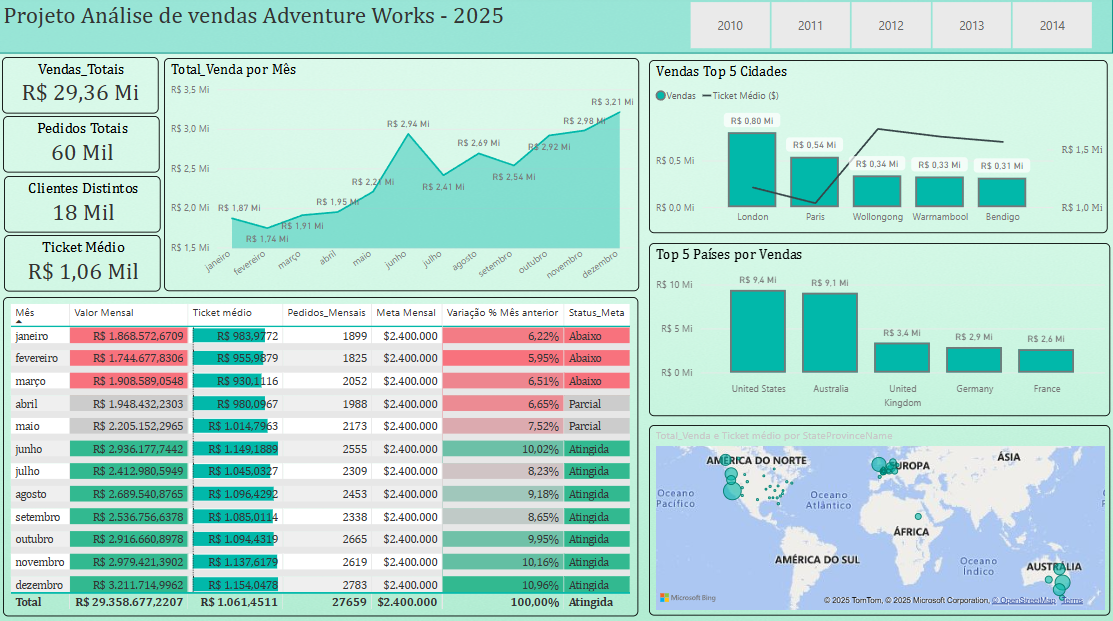 Projeto Análise de vendas Adventure Works - 2025
2010 2011 2012 2013 2014
Vendas_Totais
R$ 29,36 Mi
Pedidos Totais
60 Mil
Clientes Distintos
18 Mil
Ticket Médio
R$ 1,06 Mil
Total_Venda por Mês
R$ 3,5 Mi
R$ 3,0 Mi
R$ 2,5 Mi
R$ 2,0 Mi
R$ 1,5 Mi
R$ 1,87 Mi
R$ 1,74 Mi
R$ 1,91 Mi
R$ 1,95 Mi
R$ 2,21 Mi
R$ 2,94 Mi
R$ 2,41 Mi
R$ 2,69 Mi
R$ 2,54 Mi
R$ 2,92 Mi
R$ 2,98 Mi
R$ 3,21 Mi
janeiro fevereiro março abril maio junho julho agosto setembro outubro novembro dezembro
Vendas Top 5 Cidades
Vendas Ticket Médio ($)
R$ 0,5 Mi
R$ 0,0 Mi
R$ 0,80 Mi R$ 0,54 Mi R$ 0,34 Mi R$ 0,33 Mi R$ 0,31 Mi
R$ 1,5 Mi
R$ 1,0 Mi
London Paris Wollongong Warrnambool Bendigo
Top 5 Países por Vendas
R$ 10 Mi
R$ 5 Mi
R$ 0 Mi
R$ 9,4 Mi R$ 9,1 Mi R$ 3,4 Mi R$ 2,9 Mi R$ 2,6 Mi
United States Australia United Kingdom Germany France
Mês Valor Mensal Ticket médio Pedidos_Mensais Meta Mensal Variação % Mês anterior Status_Meta
janeiro R$ 1.868.572,6709 R$ 983,9772 1899 $2.400.000 6,22% Abaixo
fevereiro R$ 1.744.677,8306 R$ 955,9879 1825 $2.400.000 5,95% Abaixo
março R$ 1.908.589,0548 R$ 930,1116 2052 $2.400.000 6,51% Abaixo
abril R$ 1.948.432,2303 R$ 980,0967 1988 $2.400.000 6,65% Parcial
maio R$ 2.205.152,2965 R$ 1.014,7963 2173 $2.400.000 7,52% Parcial
junho R$ 2.936.177,7442 R$ 1.149,1889 2555 $2.400.000 10,02% Atingida
julho R$ 2.412.980,5949 R$ 1.045,0327 2309 $2.400.000 8,23% Atingida
agosto R$ 2.689.540,8765 R$ 1.096,4292 2453 $2.400.000 9,18% Atingida
setembro R$ 2.536.756,6378 R$ 1.085,0114 2338 $2.400.000 8,65% Atingida
outubro R$ 2.916.660,8978 R$ 1.094,4319 2665 $2.400.000 9,95% Atingida
novembro R$ 2.979.421,3902 R$ 1.137,6179 2619 $2.400.000 10,16% Atingida
dezembro R$ 3.211.714,9962 R$ 1.154,0478 2783 $2.400.000 10,96% Atingida
Total R$ 29.358.677,2207 R$ 1.061,4511 27659 $2.400.000 100,00% Atingida
Total_Venda e Ticket médio por StateProvinceName
AMÉRICA DO NORTE
EUROPA
ÁSIA
Oceano Pacífico
Oceano Atlântico
ÁFRICA
AMÉRICA DO SUL
Oceano Índico
AUSTRÁLIA
Microsoft Bing
© 2025 TomTom, © 2025 Microsoft Corporation, © OpenStreetMap Terms